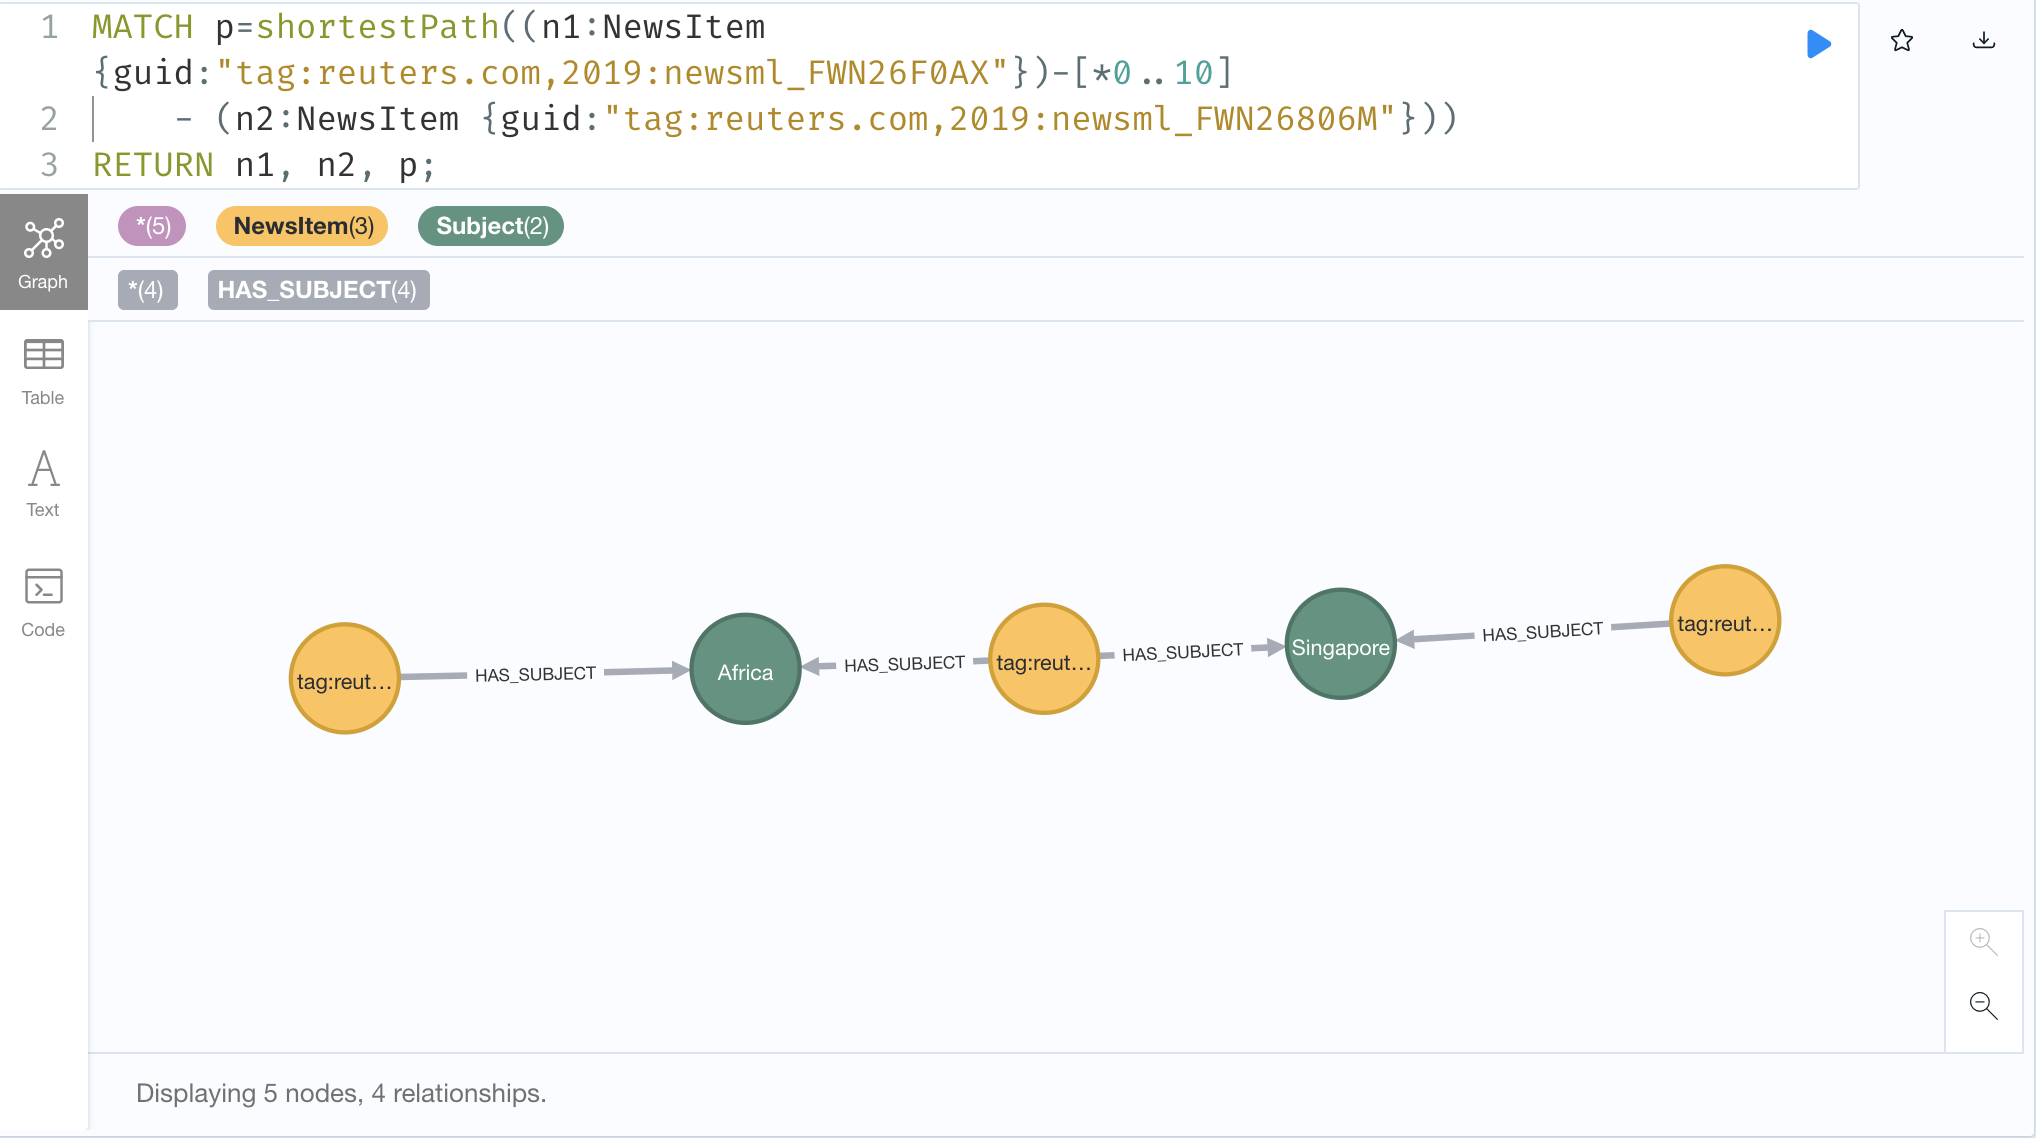 1 MATCH p=shortestPath((n1:NewsItem
{guid:"tag:reuters.com,2019:newsml_FWN26F0AX"})-[*0..10]
2 - (n2:NewsItem {guid:"tag:reuters.com,2019:newsml_FWN26806M"}))
3 RETURN n1, n2, p;
*(5) NewsItem(3) Subject(2)
Graph
*(4) HAS_SUBJECT(4)
Table
Text
Code
tag:reut... HAS_SUBJECT Africa HAS_SUBJECT tag:reut... HAS_SUBJECT Singapore HAS_SUBJECT tag:reut...
Displaying 5 nodes, 4 relationships.